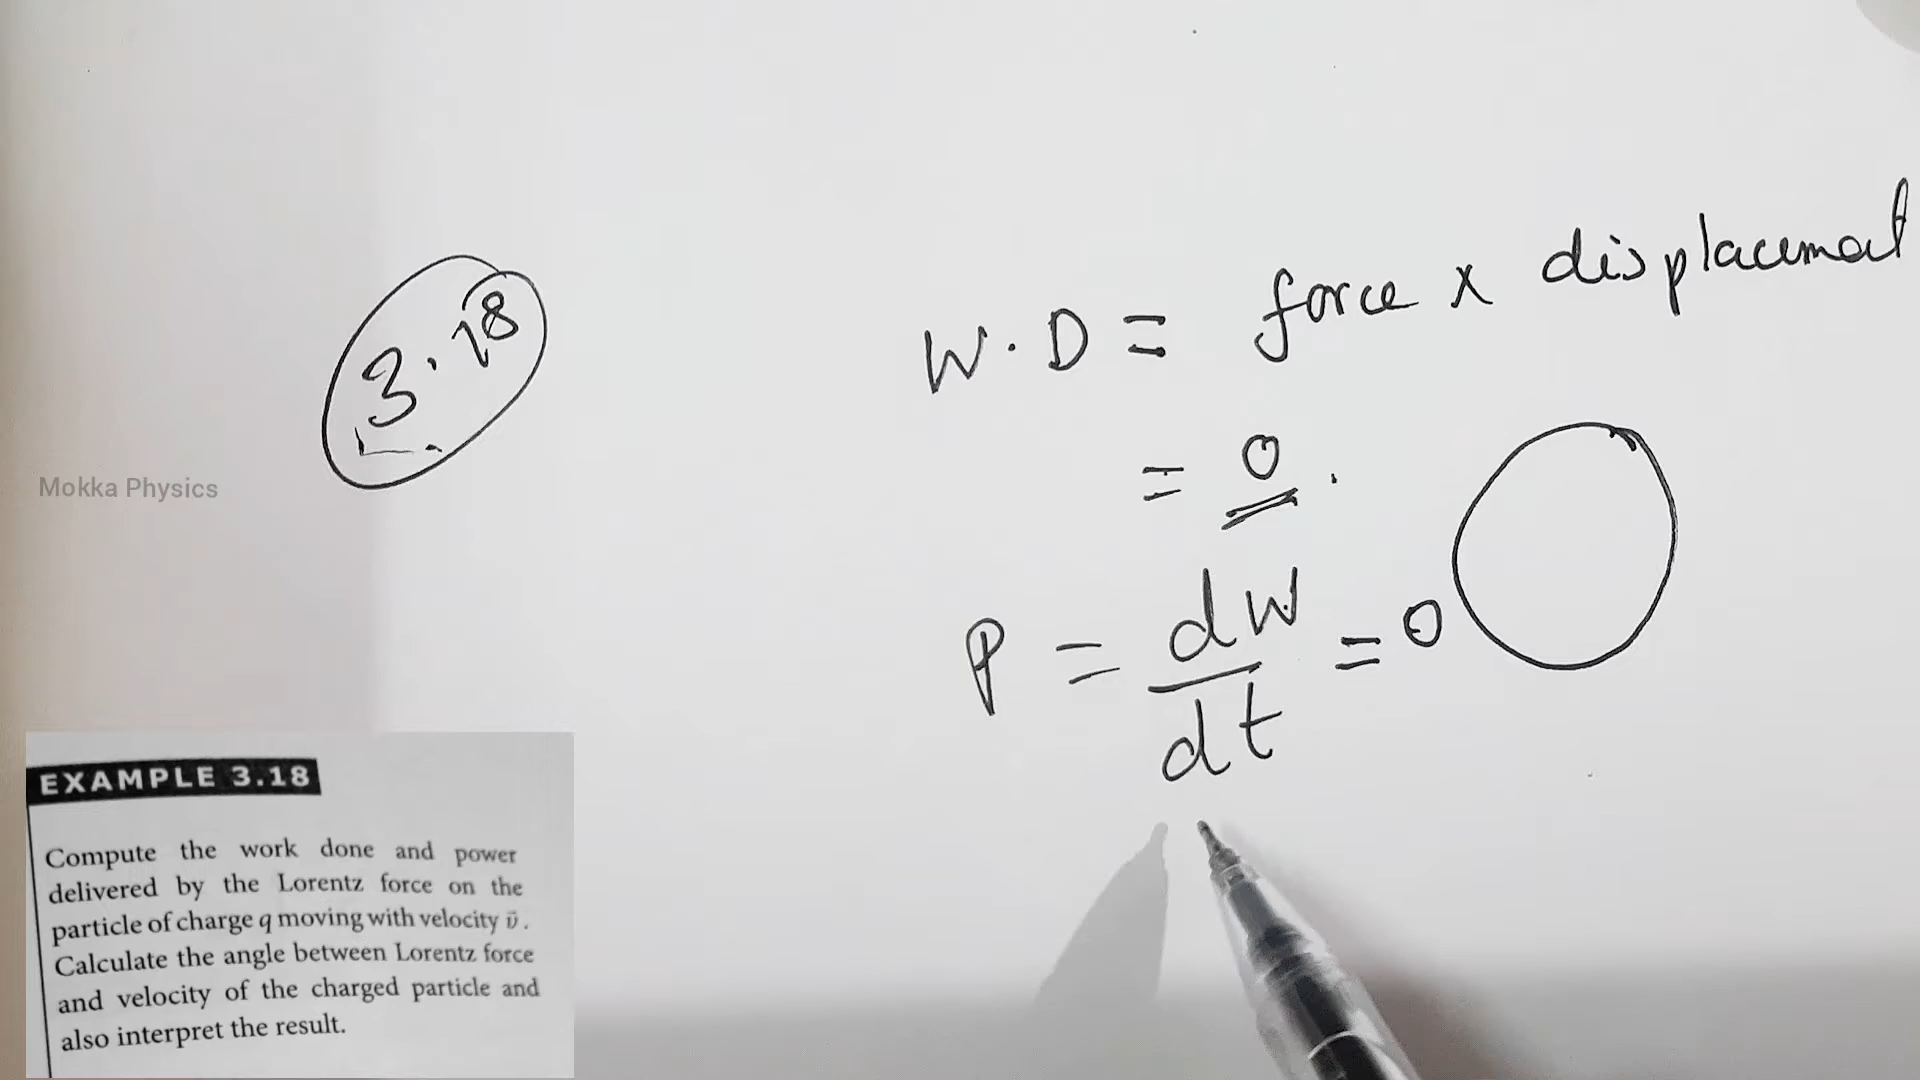 3.18
W.D = force x displacemet
= 0.
P = dW/dt = 0
Mokka Physics
EXAMPLE 3.18
Compute the work done and power
delivered by the Lorentz force on the
particle of charge q moving with velocity v⃗.
Calculate the angle between Lorentz force
and velocity of the charged particle and
also interpret the result.